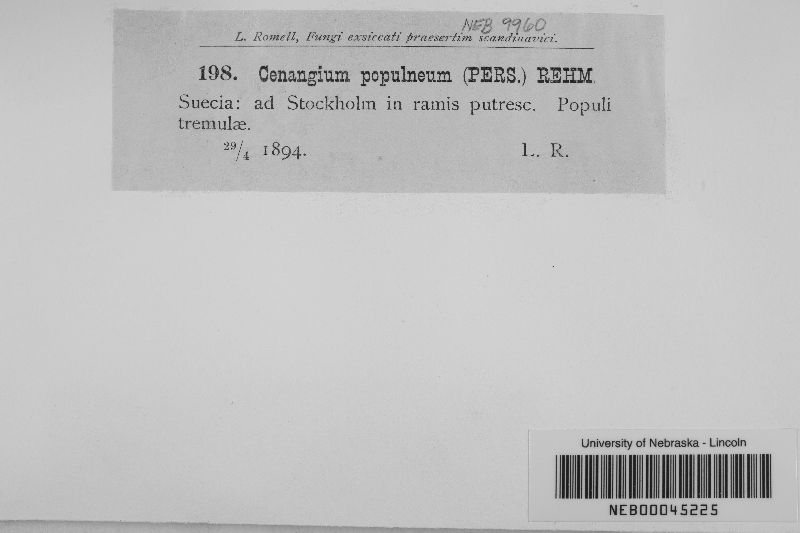 NEB 9960
L. Romell, Fungi exsiccati praesertim scandinavici.
198. Cenangium populneum (PERS.) REHM.
Suecia: ad Stockholm in ramis putresc. Populi
tremulæ.
29/4 1894. L. R.
University of Nebraska - Lincoln
NEB00045225